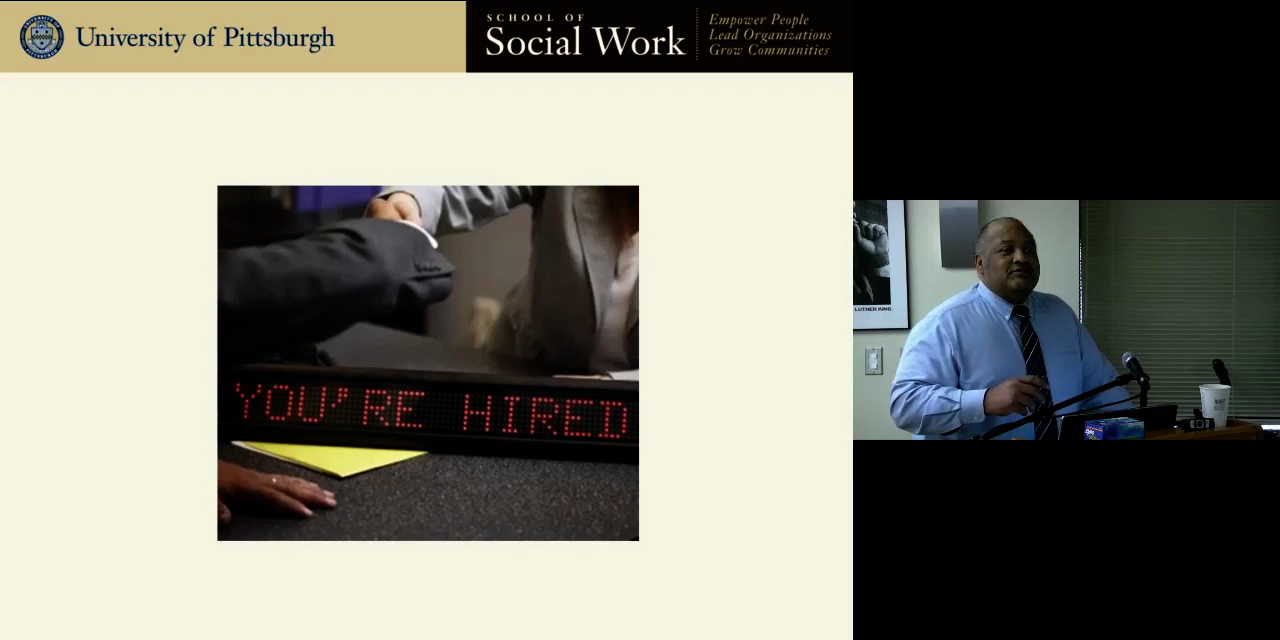 University of Pittsburgh
SCHOOL OF
Social Work
Empower People
Lead Organizations
Grow Communities
YOU'RE HIRED
LUTHER KING